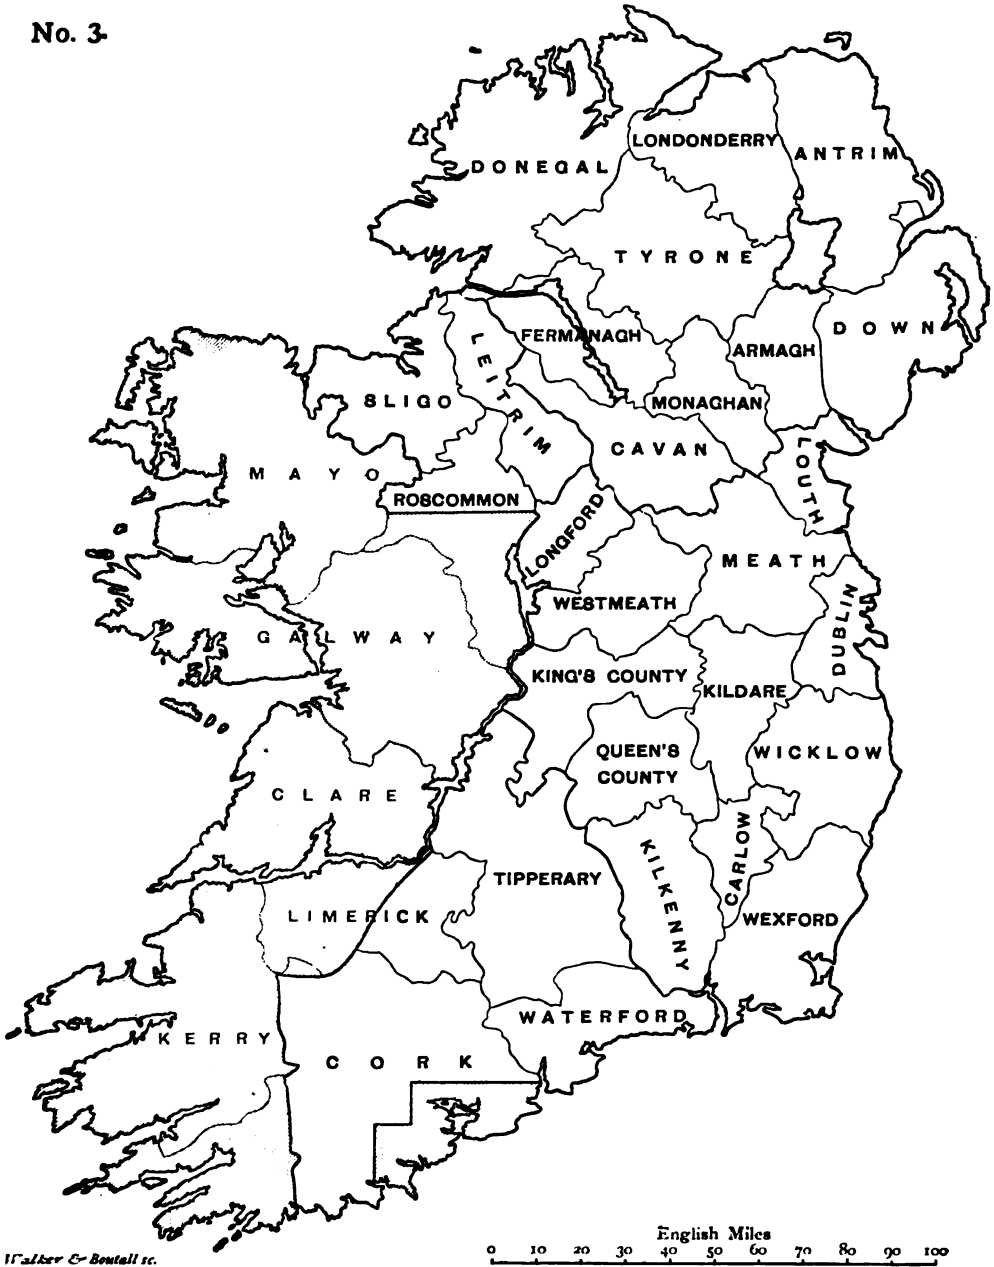 No. 3.
DONEGAL
LONDONDERRY
ANTRIM
TYRONE
FERMANAGH
ARMAGH
DOWN
LEITRIM
SLIGO
MONAGHAN
CAVAN
LOUTH
MAYO
ROSCOMMON
LONGFORD
MEATH
WESTMEATH
DUBLIN
GALWAY
KING'S COUNTY
KILDARE
QUEEN'S
COUNTY
WICKLOW
CLARE
CARLOW
KILKENNY
TIPPERARY
LIMERICK
WEXFORD
WATERFORD
KERRY
CORK
English Miles
0 10 20 30 40 50 60 70 80 90 100
Walker & Boutall sc.